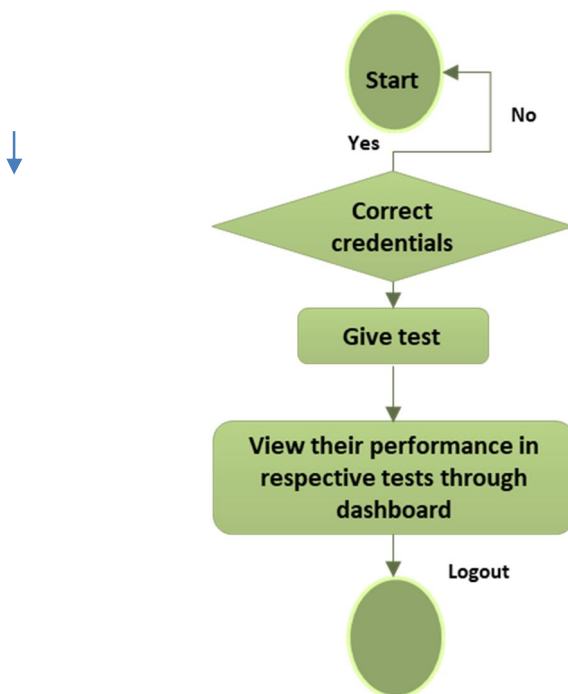 Start
No
Yes
Correct
credentials
Give test
View their performance in
respective tests through
dashboard
Logout